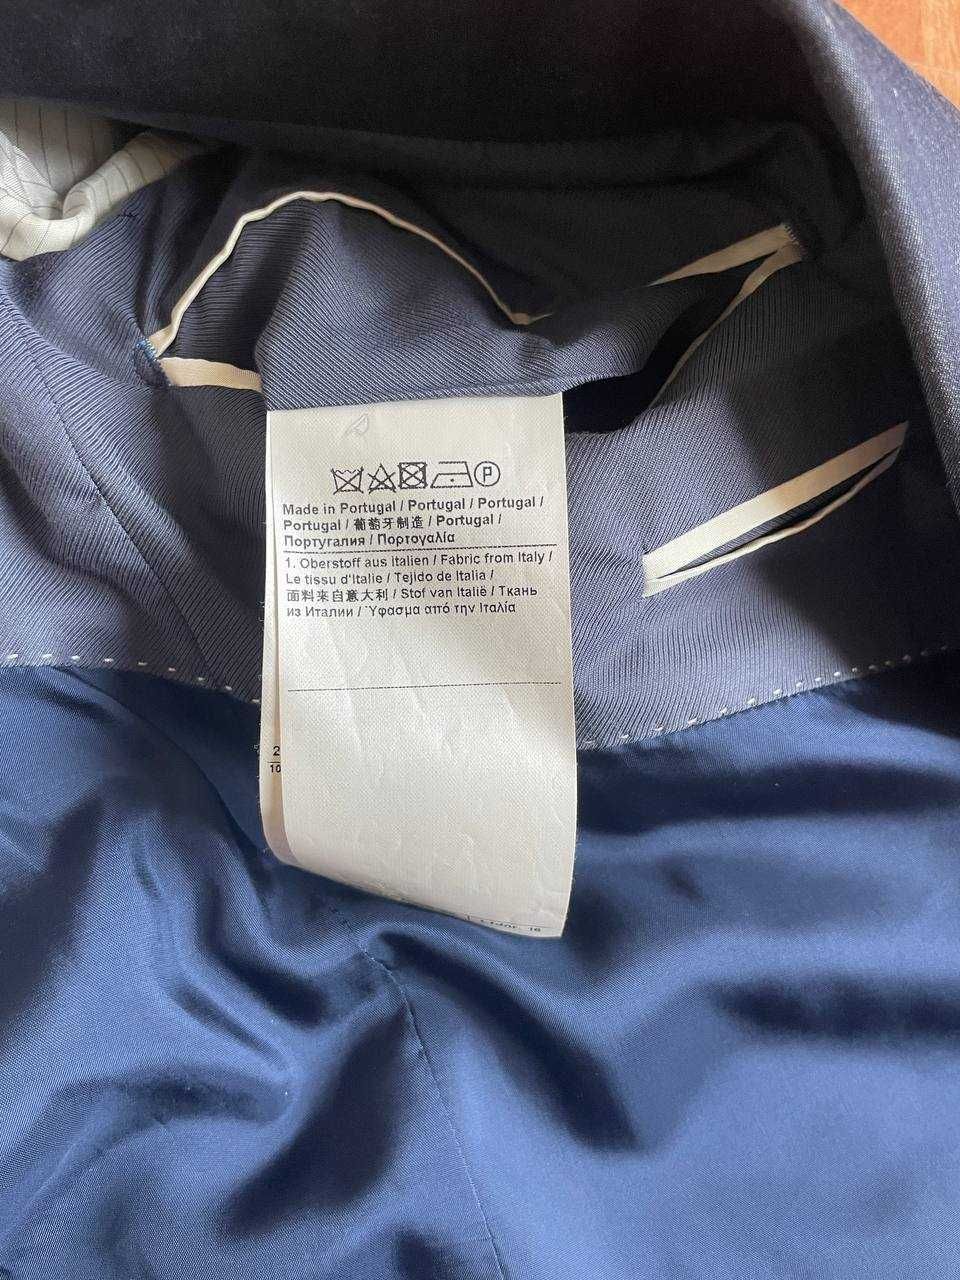 P
Made in Portugal / Portugal / Portugal /
Portugal / 葡萄牙制造 / Portugal /
Португалия / Πορτογαλία
1. Oberstoff aus Italien / Fabric from Italy /
Le tissu d'Italie / Tejido de Italia /
面料来自意大利 / Stof van Italië / Ткань
из Италии / Ύφασμα από την Ιταλία
2
10